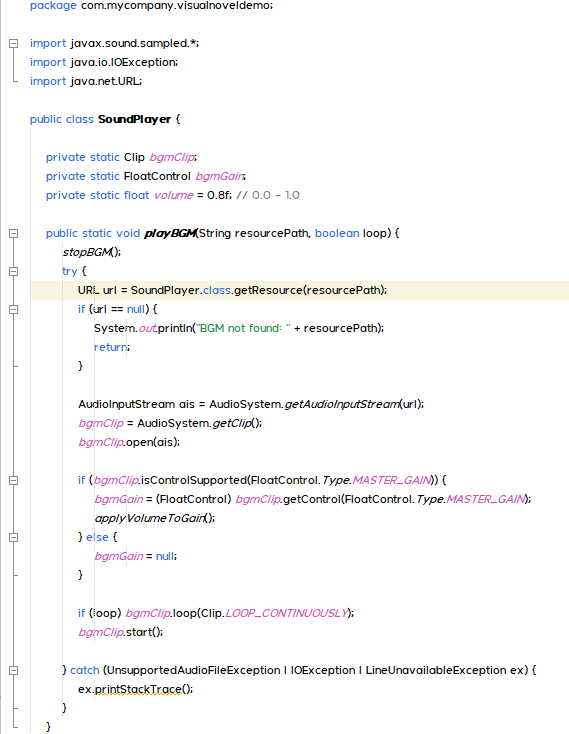 package com.mycompany.visualnoveldemo;
import javax.sound.sampled.*;
import java.io.IOException;
import java.net.URL;
public class SoundPlayer {
private static Clip bgmClip;
private static FloatControl bgmGain;
private static float volume = 0.8f; // 0.0 – 1.0
public static void playBGM(String resourcePath, boolean loop) {
stopBGM();
try {
URL url = SoundPlayer.class.getResource(resourcePath);
if (url == null) {
System.out.println("BGM not found: " + resourcePath);
return;
}
AudioInputStream ais = AudioSystem.getAudioInputStream(url);
bgmClip = AudioSystem.getClip();
bgmClip.open(ais);
if (bgmClip.isControlSupported(FloatControl.Type.MASTER_GAIN)) {
bgmGain = (FloatControl) bgmClip.getControl(FloatControl.Type.MASTER_GAIN);
applyVolumeToGain();
} else {
bgmGain = null;
}
if (loop) bgmClip.loop(Clip.LOOP_CONTINUOUSLY);
bgmClip.start();
} catch (UnsupportedAudioFileException | IOException | LineUnavailableException ex) {
ex.printStackTrace();
}
}